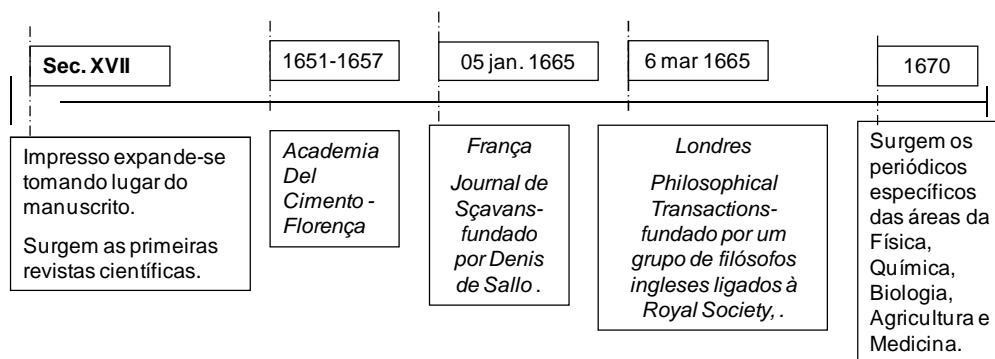 Sec. XVII
1651-1657
05 jan. 1665
6 mar 1665
1670
Impresso expande-se
tomando lugar do
manuscrito.
Surgem as primeiras
revistas científicas.
Academia
Del
Cimento -
Florença
França
Journal de
Sçavans-
fundado
por Denis
de Sallo .
Londres
Philosophical
Transactions-
fundado por um
grupo de filósofos
ingleses ligados à
Royal Society, .
Surgem os
periódicos
específicos
das áreas da
Física,
Química,
Biologia,
Agricultura e
Medicina.